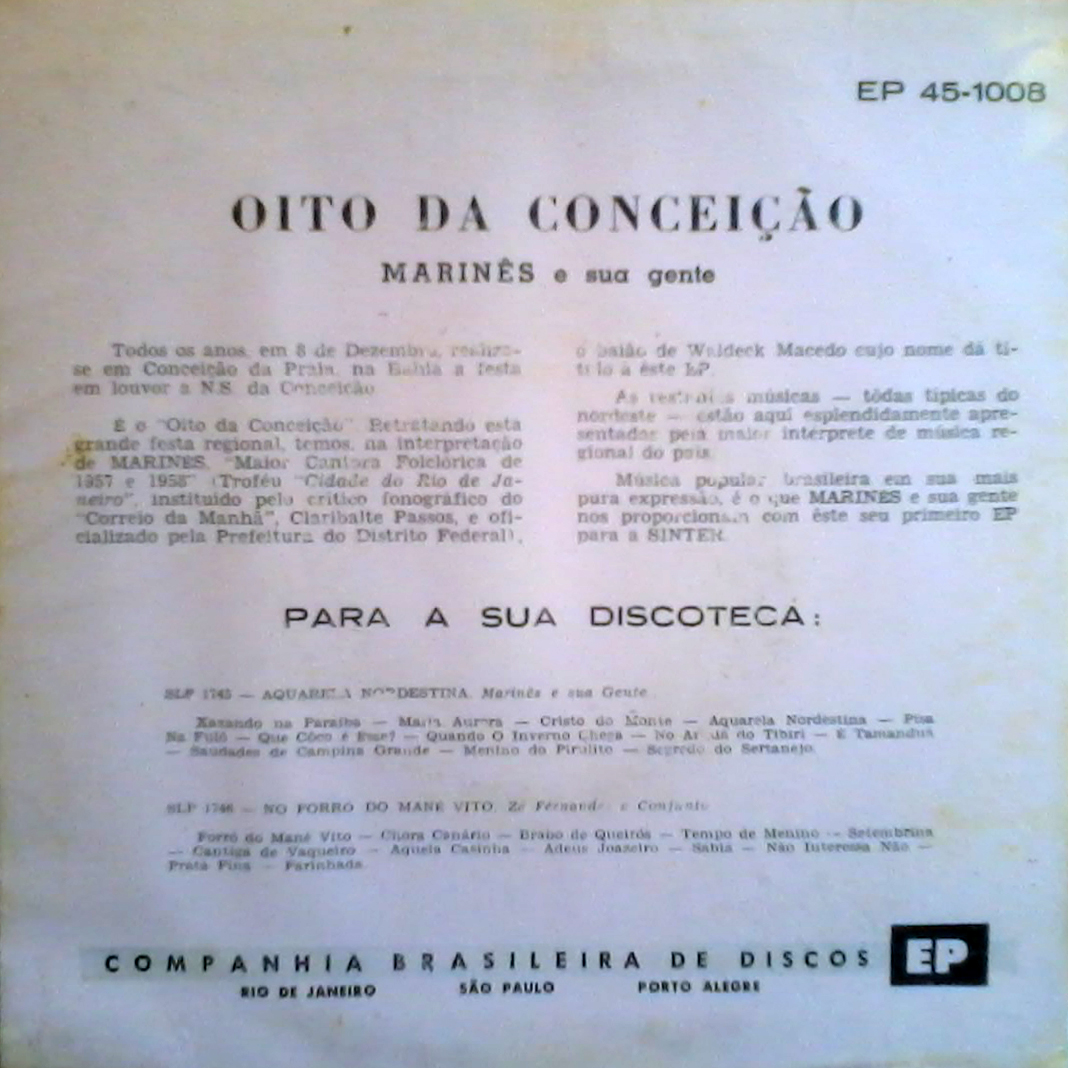 EP 45-1008
OITO DA CONCEIÇÃO
MARINÊS e sua gente
Todos os anos, em 8 de Dezembro, realiza-
se em Conceição da Praia, na Bahia a festa
em louvor a N.S. da Conceição
É o "Oito da Conceição". Retratando esta
grande festa regional, temos, na interpretação
de MARINÊS, "Maior Cantora Folclórica de
1957 e 1958" (Troféu "Cidade do Rio de Ja-
neiro", instituido pelo crítico fonográfico do
"Correio da Manhã", Claribalte Passos, e ofi-
cializado pela Prefeitura do Distrito Federal),
o baião de Waldeck Macedo cujo nome dá tí-
tulo a êste EP.
As restantes músicas — tôdas típicas do
nordeste — estão aqui esplendidamente apre-
sentadas pela maior interprete de música re-
gional do país.
Música popular brasileira em sua mais
pura expressão, é o que MARINÊS e sua gente
nos proporcionam com êste seu primeiro EP
para a SINTER.
PARA A SUA DISCOTECA:
SLP 1745 — AQUARELA NORDESTINA, Marinês e sua Gente
Xaxando na Paraiba — Maria Aurora — Cristo do Monte — Aquarela Nordestina — Pisa
Na Fulô — Que Côco é Esse? — Quando O Inverno Chega — No Arraiá do Tibiri — É Tamanduá
— Saudades de Campina Grande — Menino do Pirulito — Segredo do Sertanejo
SLP 1746 — NO FORRÓ DO MANÉ VITO, Zé Fernandes e Conjunto
Forró do Mané Vito — Chora Canário — Brabo de Queirós — Tempo de Menino — Setembrina
— Cantiga de Vaqueiro — Aquela Casinha — Adeus Joazeiro — Sabiá — Não Interessa Não —
Prata Fina — Farinhada
COMPANHIA BRASILEIRA DE DISCOS EP
RIO DE JANEIRO SÃO PAULO PORTO ALEGRE